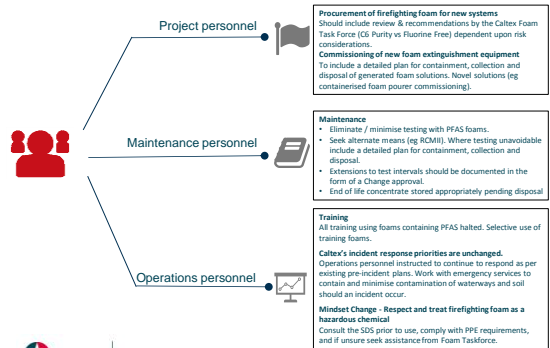 Project personnel
Procurement of firefighting foam for new systems
Should include review & recommendations by the Caltex Foam
Task Force (C6 Purity vs Fluorine Free) dependent upon risk
considerations.
Commissioning of new foam extinguishment equipment
To include a detailed plan for containment, collection and
disposal of generated foam solutions. Novel solutions (eg
containerised foam pourer commissioning).
Maintenance personnel
Maintenance
• Eliminate / minimise testing with PFAS foams.
• Seek alternate means (eg RCMII). Where testing unavoidable
include a detailed plan for containment, collection and
disposal.
• Extensions to test intervals should be documented in the
form of a Change approval.
• End of life concentrate stored appropriately pending disposal
Operations personnel
Training
All training using foams containing PFAS halted. Selective use of
training foams.
Caltex's incident response priorities are unchanged.
Operations personnel instructed to continue to respond as per
existing pre-incident plans. Work with emergency services to
contain and minimise contamination of waterways and soil
should an incident occur.
Mindset Change - Respect and treat firefighting foam as a
hazardous chemical
Consult the SDS prior to use, comply with PPE requirements,
and if unsure seek assistance from Foam Taskforce.